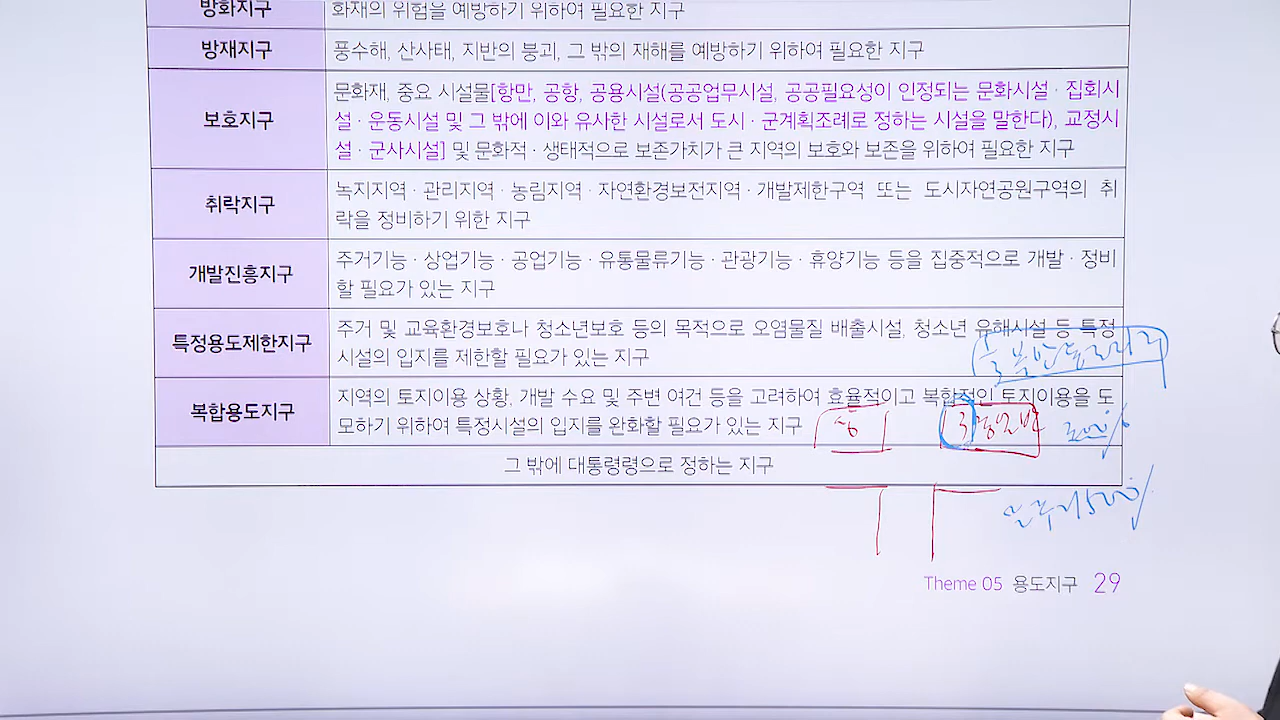 방화지구
화재의 위험을 예방하기 위하여 필요한 지구
방재지구
풍수해, 산사태, 지반의 붕괴, 그 밖의 재해를 예방하기 위하여 필요한 지구
보호지구
문화재, 중요 시설물[항만, 공항, 공용시설(공공업무시설, 공공필요성이 인정되는 문화시설 · 집회시
설 · 운동시설 및 그 밖에 이와 유사한 시설로서 도시 · 군계획조례로 정하는 시설을 말한다), 교정시
설 · 군사시설] 및 문화적 · 생태적으로 보존가치가 큰 지역의 보호와 보존을 위하여 필요한 지구
취락지구
녹지지역 · 관리지역 · 농림지역 · 자연환경보전지역 · 개발제한구역 또는 도시자연공원구역의 취
락을 정비하기 위한 지구
개발진흥지구
주거기능 · 상업기능 · 공업기능 · 유통물류기능 · 관광기능 · 휴양기능 등을 집중적으로 개발 · 정비
할 필요가 있는 지구
특정용도제한지구
주거 및 교육환경보호나 청소년보호 등의 목적으로 오염물질 배출시설, 청소년 유해시설 등 특정
시설의 입지를 제한할 필요가 있는 지구
복합용도지구
지역의 토지이용 상황, 개발 수요 및 주변 여건 등을 고려하여 효율적이고 복합적인 토지이용을 도
모하기 위하여 특정시설의 입지를 완화할 필요가 있는 지구
그 밖에 대통령령으로 정하는 지구
Theme 05 용도지구 29